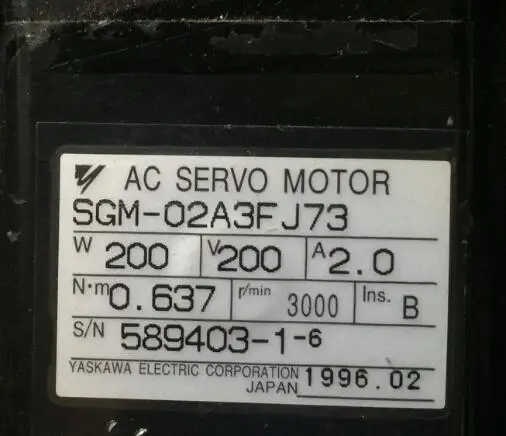 AC SERVO MOTOR
SGM-02A3FJ73
W 200 V 200 A 2.0
N·m 0.637 r/min 3000 Ins. B
S/N 589403-1-6
YASKAWA ELECTRIC CORPORATION
JAPAN 1996.02